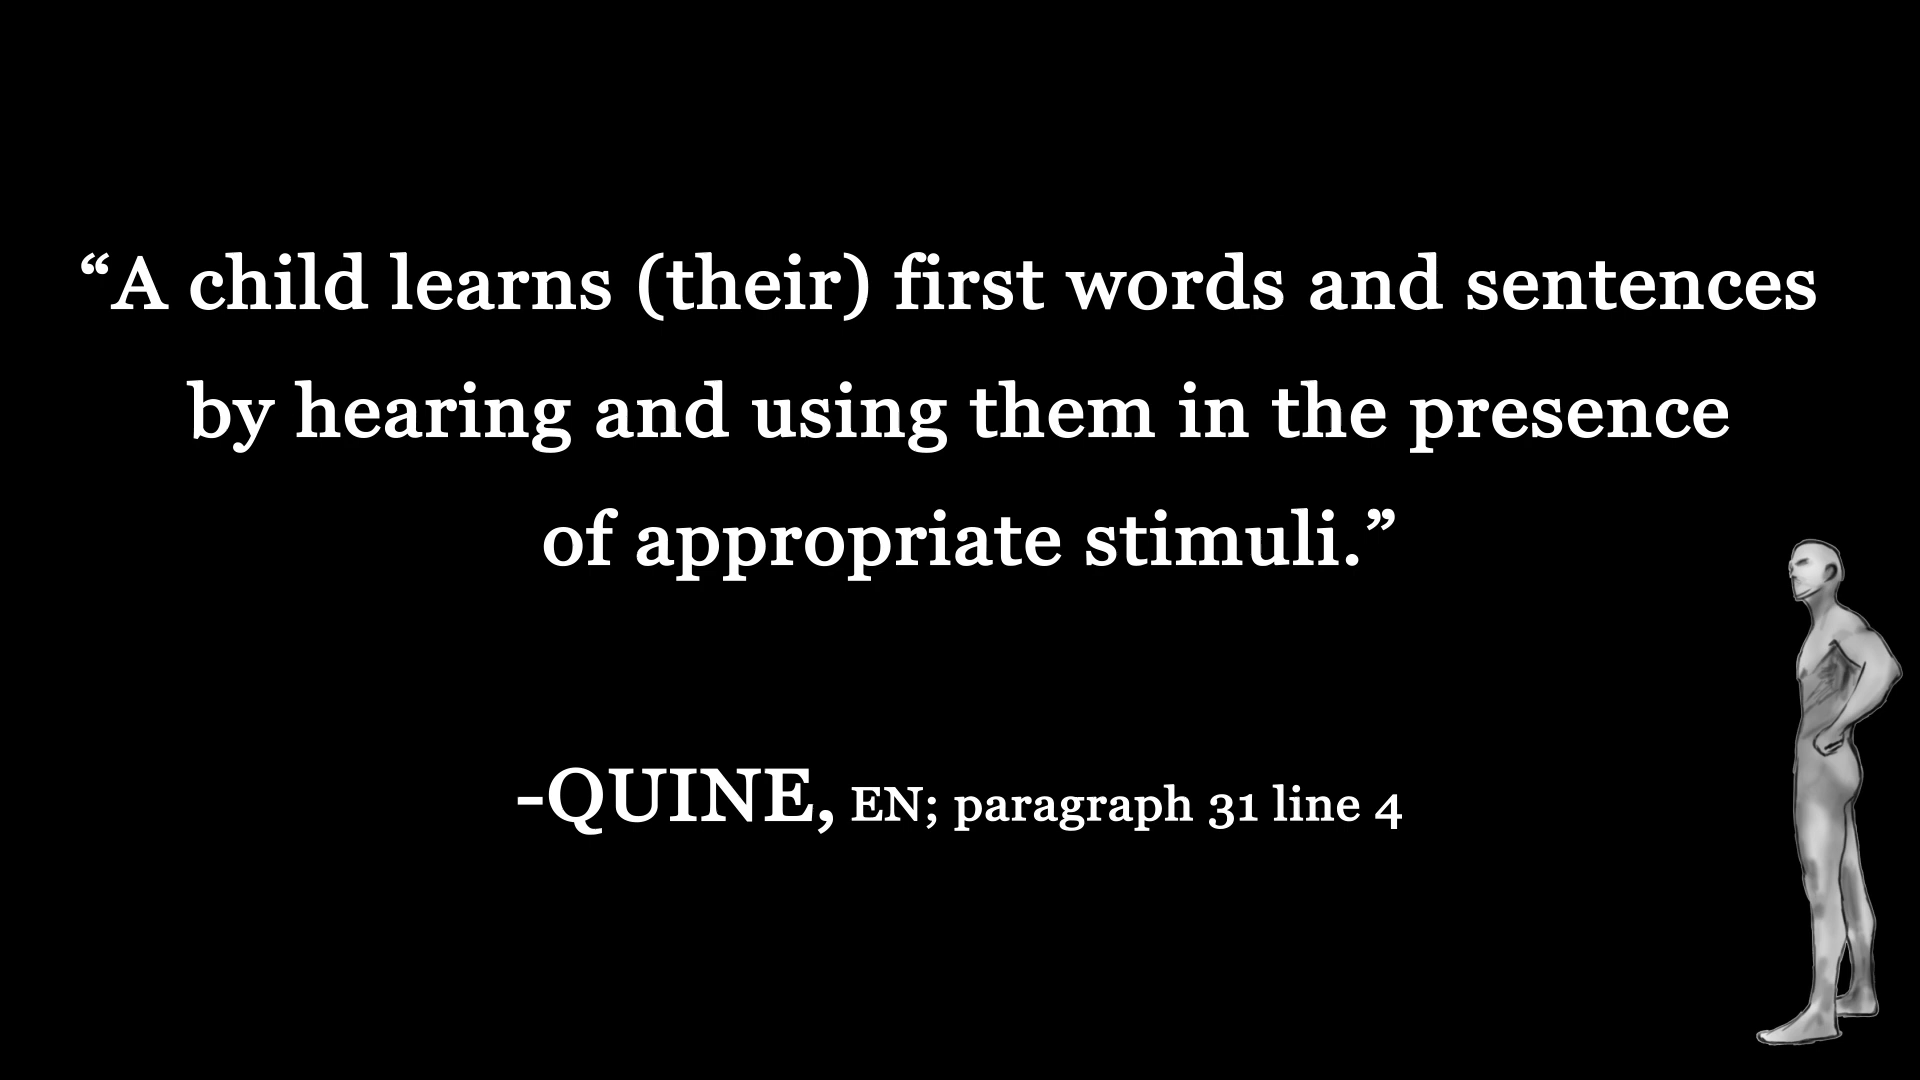 “A child learns (their) first words and sentences
by hearing and using them in the presence
of appropriate stimuli.”
-QUINE, EN; paragraph 31 line 4